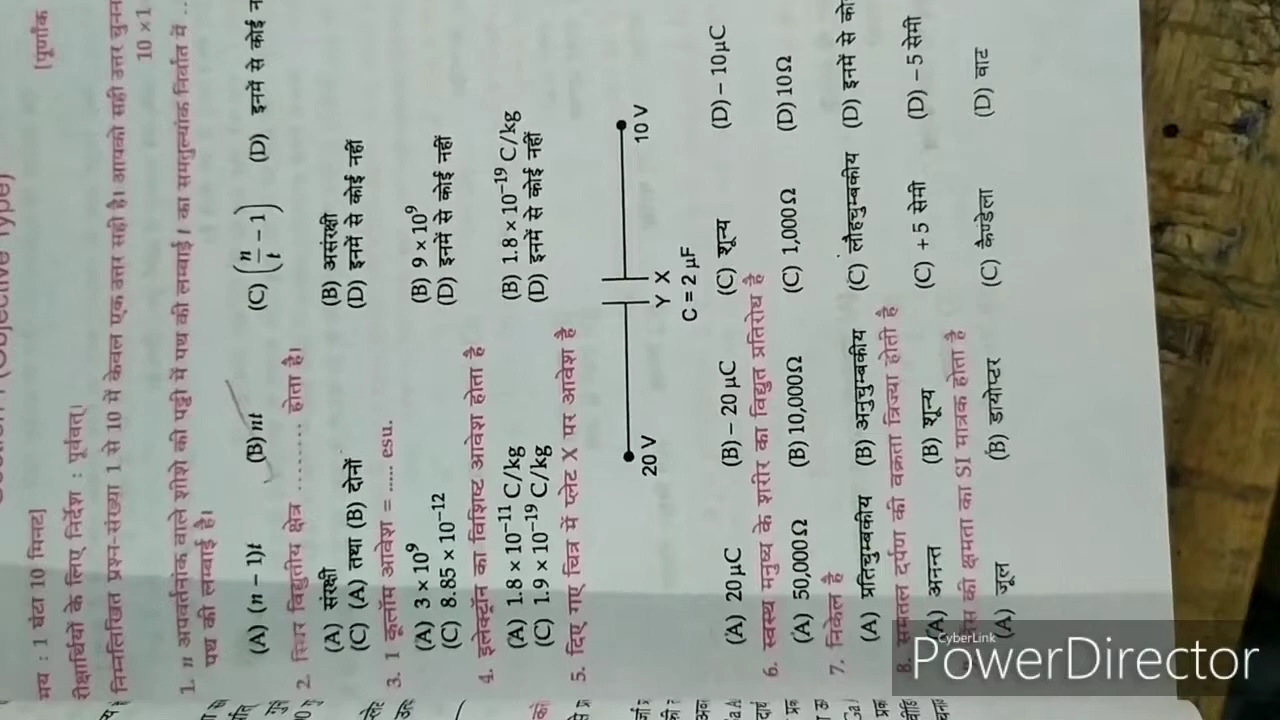 मय : 1 घंटा 10 मिनट] [पूर्णांक
रीक्षार्थियों के लिए निर्देश : पूर्ववत्।
निम्नलिखित प्रश्न-संख्या 1 से 10 में केवल एक उत्तर सही है। आपको सही उत्तर चुनन
10 × 1
1. n अपवर्तनांक वाले शीशे की पट्टी में पथ की लम्बाई l का समतुल्यांक निर्वात में ...
पथ की लम्बाई है।
(A) (n − 1)l (B) nl (C) (n/l − 1) (D) इनमें से कोई न
2. स्थिर विद्युतीय क्षेत्र ......... होता है।
(A) संरक्षी (B) असंरक्षी
(C) (A) तथा (B) दोनों (D) इनमें से कोई नहीं
3. 1 कूलॉम आवेश = ...... esu.
(A) 3 × 10⁹ (B) 9 × 10⁹
(C) 8.85 × 10⁻¹² (D) इनमें से कोई नहीं
4. इलेक्ट्रॉन का विशिष्ट आवेश होता है
(A) 1.8 × 10⁻¹¹ C/kg (B) 1.8 × 10⁻¹⁹ C/kg
(C) 1.9 × 10⁻¹⁹ C/kg (D) इनमें से कोई नहीं
5. दिए गए चित्र में प्लेट X पर आवेश है
20 V Y X 10 V
C = 2 μF
(A) 20 μC (B) − 20 μC (C) शून्य (D) − 10 μC
6. स्वस्थ मनुष्य के शरीर का विद्युत प्रतिरोध है
(A) 50,000 Ω (B) 10,000Ω (C) 1,000 Ω (D) 10 Ω
7. निकेल है
(A) प्रतिचुम्बकीय (B) अनुचुम्बकीय (C) लौहचुम्बकीय (D) इनमें से को
8. समतल दर्पण की वक्रता त्रिज्या होती है
(A) अनन्त (B) शून्य (C) + 5 सेमी (D) − 5 सेमी
की क्षमता का SI मात्रक होता है
(A) जूल (B) डायोप्टर (C) कैण्डेला (D) वाट
CyberLink
PowerDirector